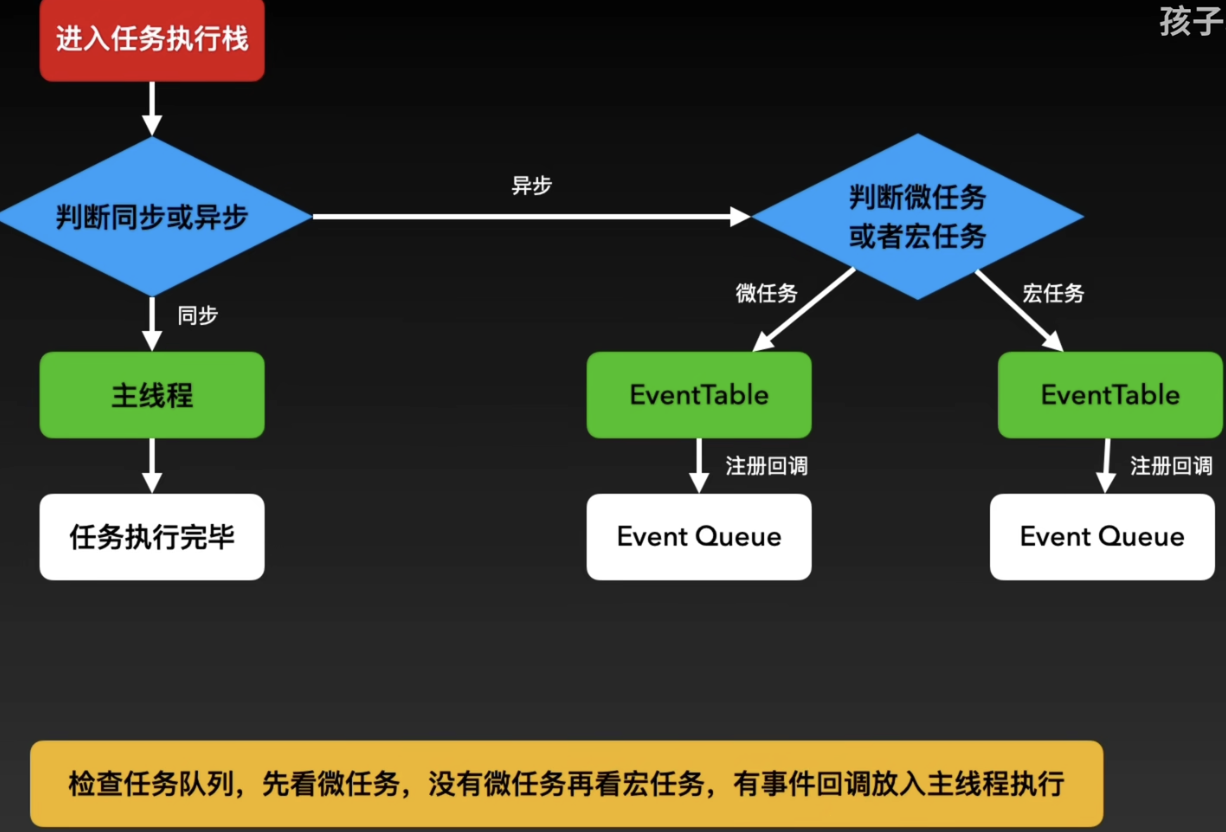 孩子
进入任务执行栈
异步
判断同步或异步
判断微任务
或者宏任务
微任务
宏任务
同步
主线程
EventTable
EventTable
注册回调
注册回调
任务执行完毕
Event Queue
Event Queue
检查任务队列，先看微任务，没有微任务再看宏任务，有事件回调放入主线程执行